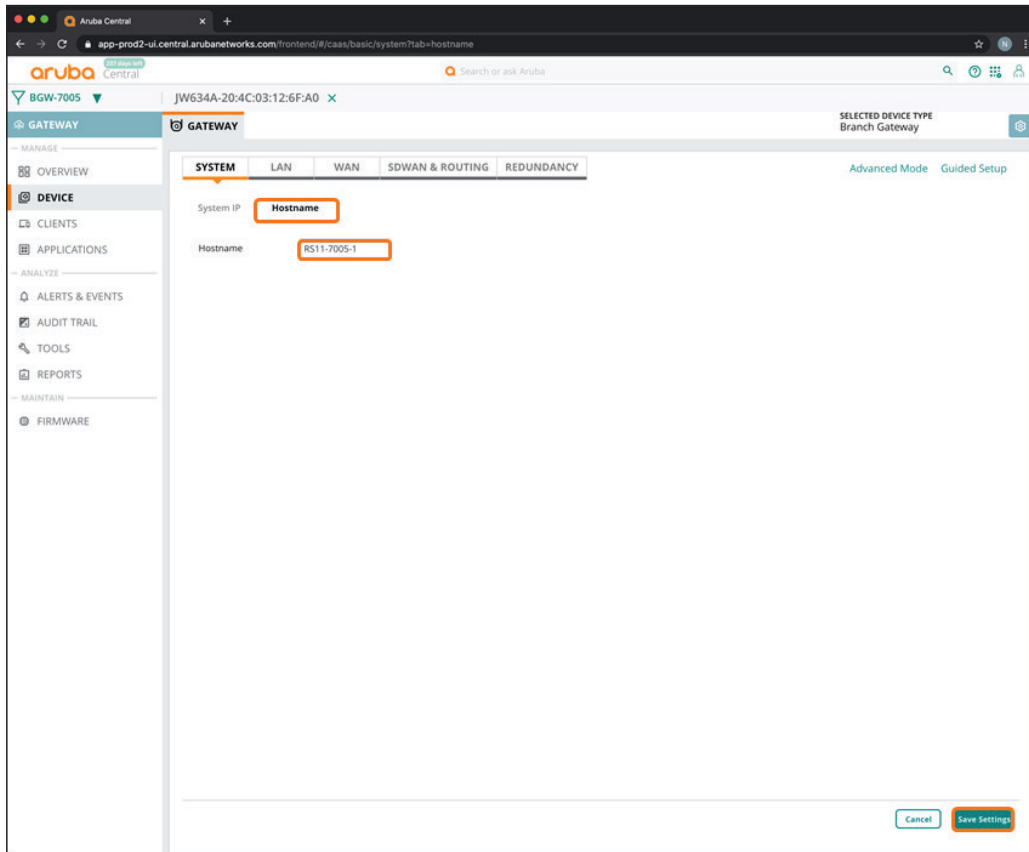 Aruba Central
app-prod2-ui.central.arubanetworks.com/frontend/#/caas/basic/system?tab=hostname
N
aruba Central
Search or ask Aruba
BGW-7005
JW634A-20:4C:03:12:6F:A0
GATEWAY
GATEWAY
SELECTED DEVICE TYPE
Branch Gateway
MANAGE
OVERVIEW
DEVICE
CLIENTS
APPLICATIONS
ANALYZE
ALERTS & EVENTS
AUDIT TRAIL
TOOLS
REPORTS
MAINTAIN
FIRMWARE
SYSTEM LAN WAN SDWAN & ROUTING REDUNDANCY
Advanced Mode Guided Setup
System IP Hostname
Hostname RS11-7005-1
Cancel Save Settings